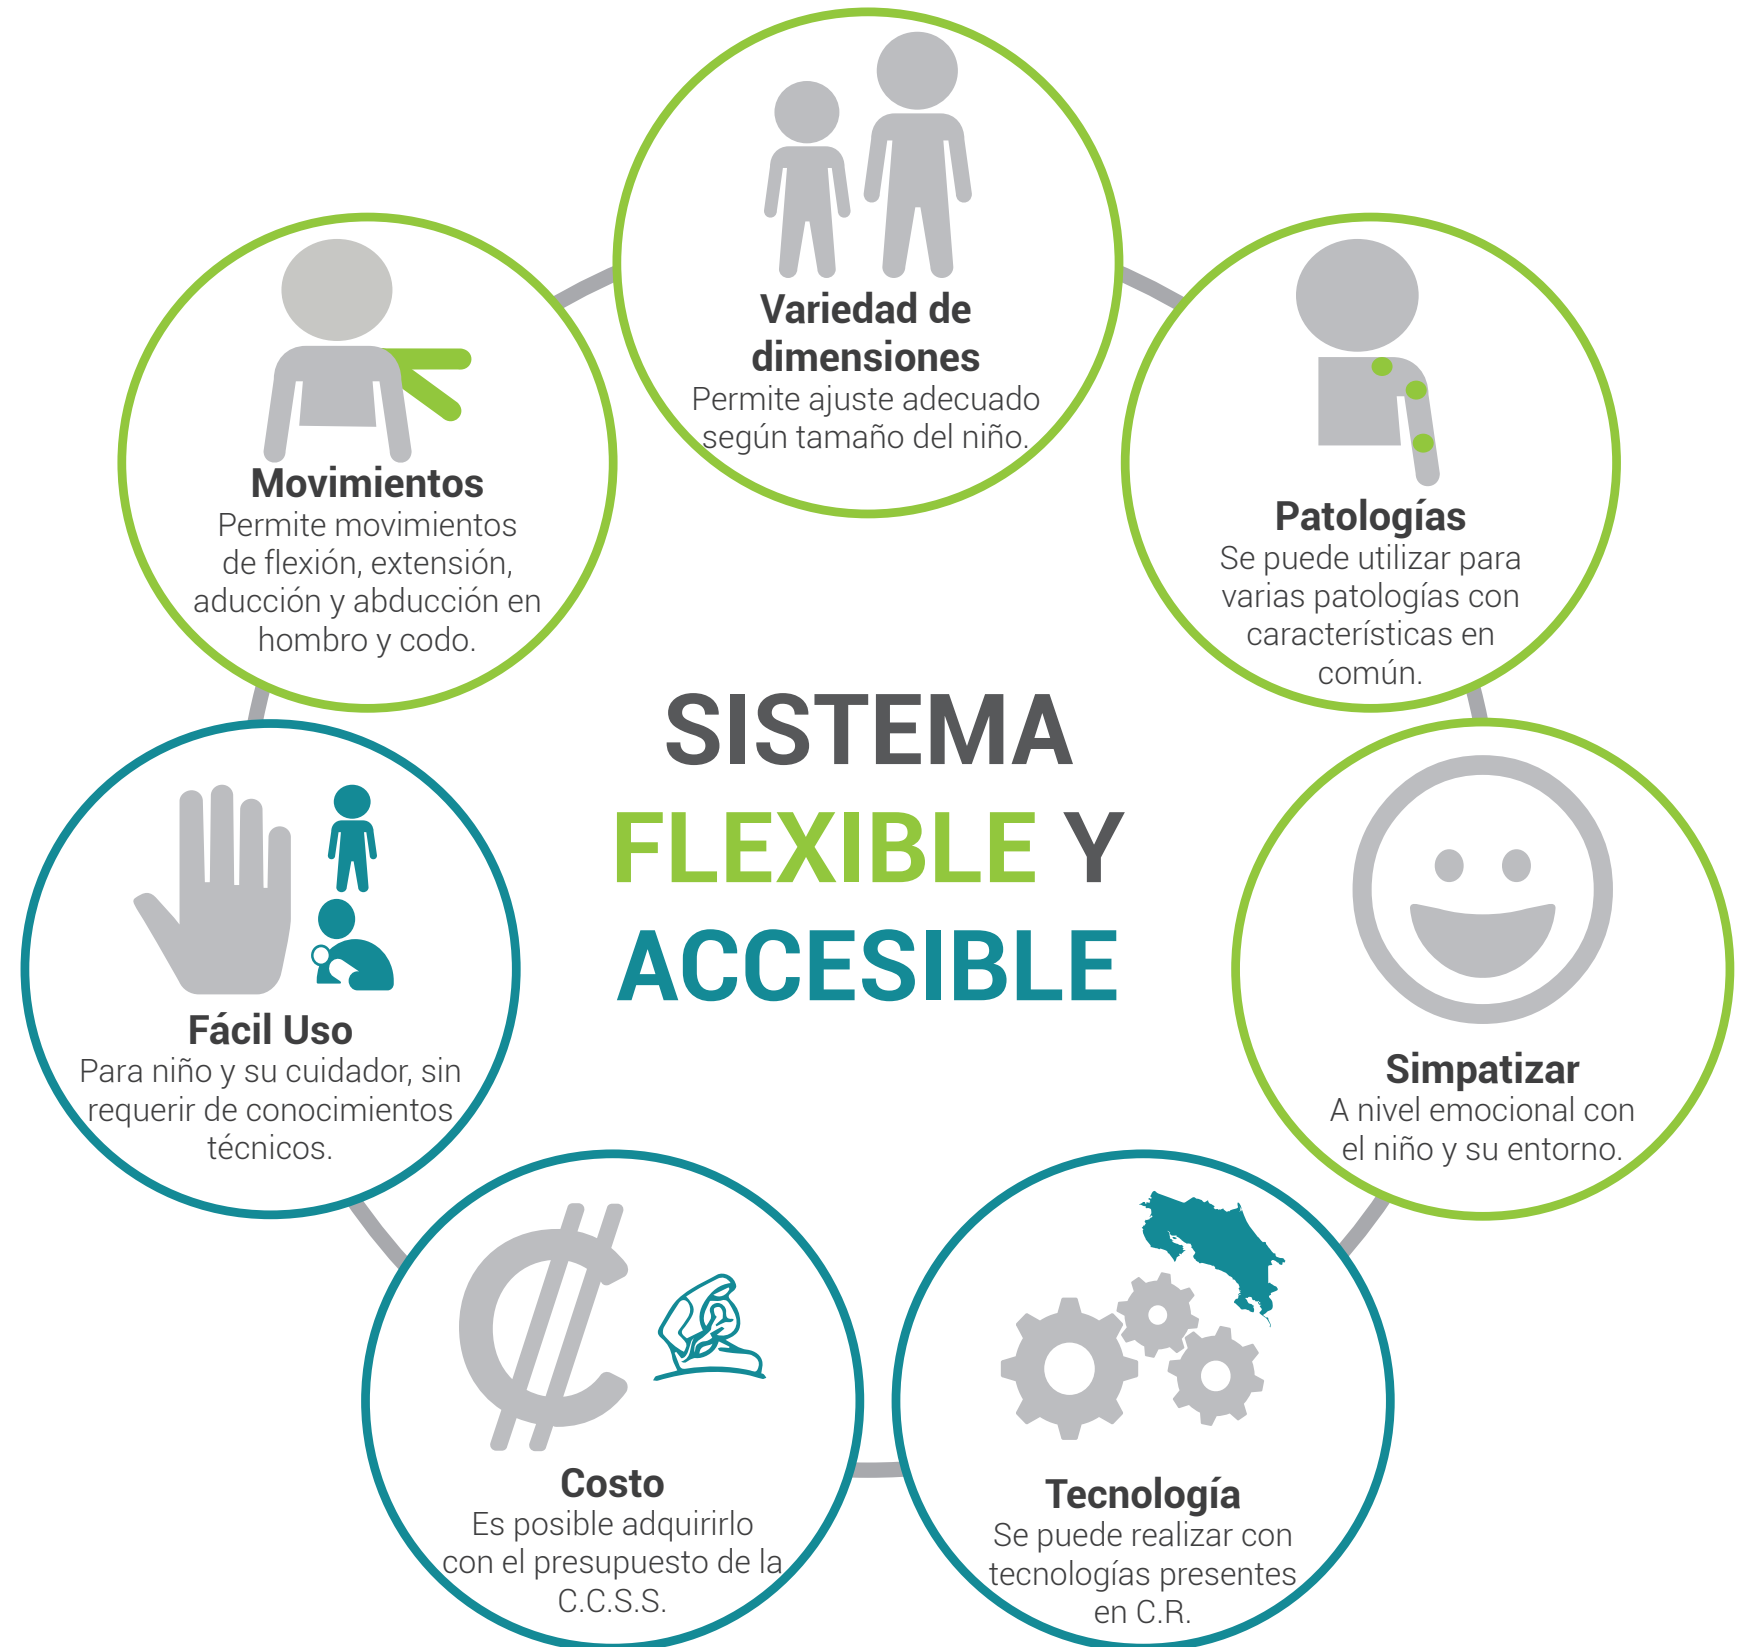 Variedad de
dimensiones
Permite ajuste adecuado
según tamaño del niño.
Movimientos
Permite movimientos
de flexión, extensión,
aducción y abducción en
hombro y codo.
Patologías
Se puede utilizar para
varias patologías con
características en
común.
SISTEMA
FLEXIBLE Y
ACCESIBLE
Fácil Uso
Para niño y su cuidador, sin
requerir de conocimientos
técnicos.
Simpatizar
A nivel emocional con
el niño y su entorno.
Costo
Es posible adquirirlo
con el presupuesto de la
C.C.S.S.
Tecnología
Se puede realizar con
tecnologías presentes
en C.R.